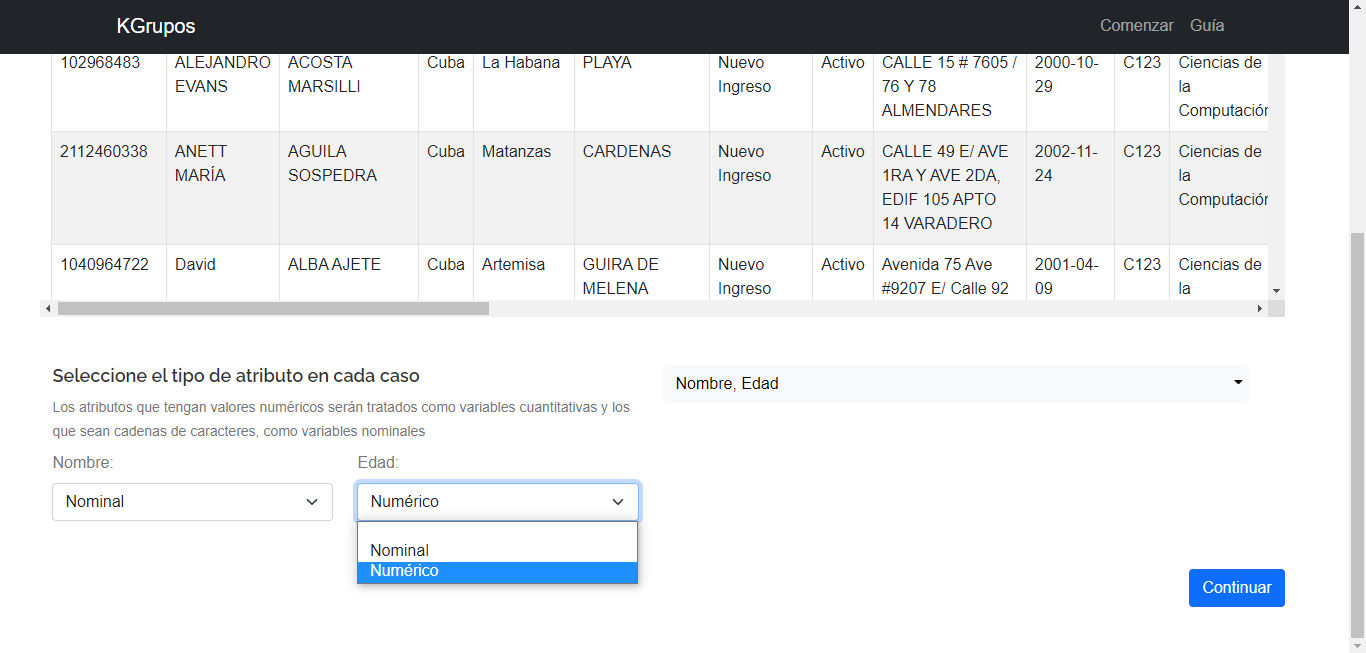 KGrupos Comenzar Guía
102968483 ALEJANDRO ACOSTA Cuba La Habana PLAYA Nuevo Activo CALLE 15 # 7605 / 2000-10- C123 Ciencias de
EVANS MARSILLI Ingreso 76 Y 78 29 la
ALMENDARES Computación
2112460338 ANETT AGUILA Cuba Matanzas CARDENAS Nuevo Activo CALLE 49 E/ AVE 2002-11- C123 Ciencias de
MARÍA SOSPEDRA Ingreso 1RA Y AVE 2DA, 24 la
EDIF 105 APTO Computación
14 VARADERO
1040964722 David ALBA AJETE Cuba Artemisa GUIRA DE Nuevo Activo Avenida 75 Ave 2001-04- C123 Ciencias de
MELENA Ingreso #9207 E/ Calle 92 09 la
Seleccione el tipo de atributo en cada caso
Los atributos que tengan valores numéricos serán tratados como variables cuantitativas y los
que sean cadenas de caracteres, como variables nominales
Nombre: Edad:
Nominal Numérico
Nominal
Numérico
Nombre, Edad
Continuar